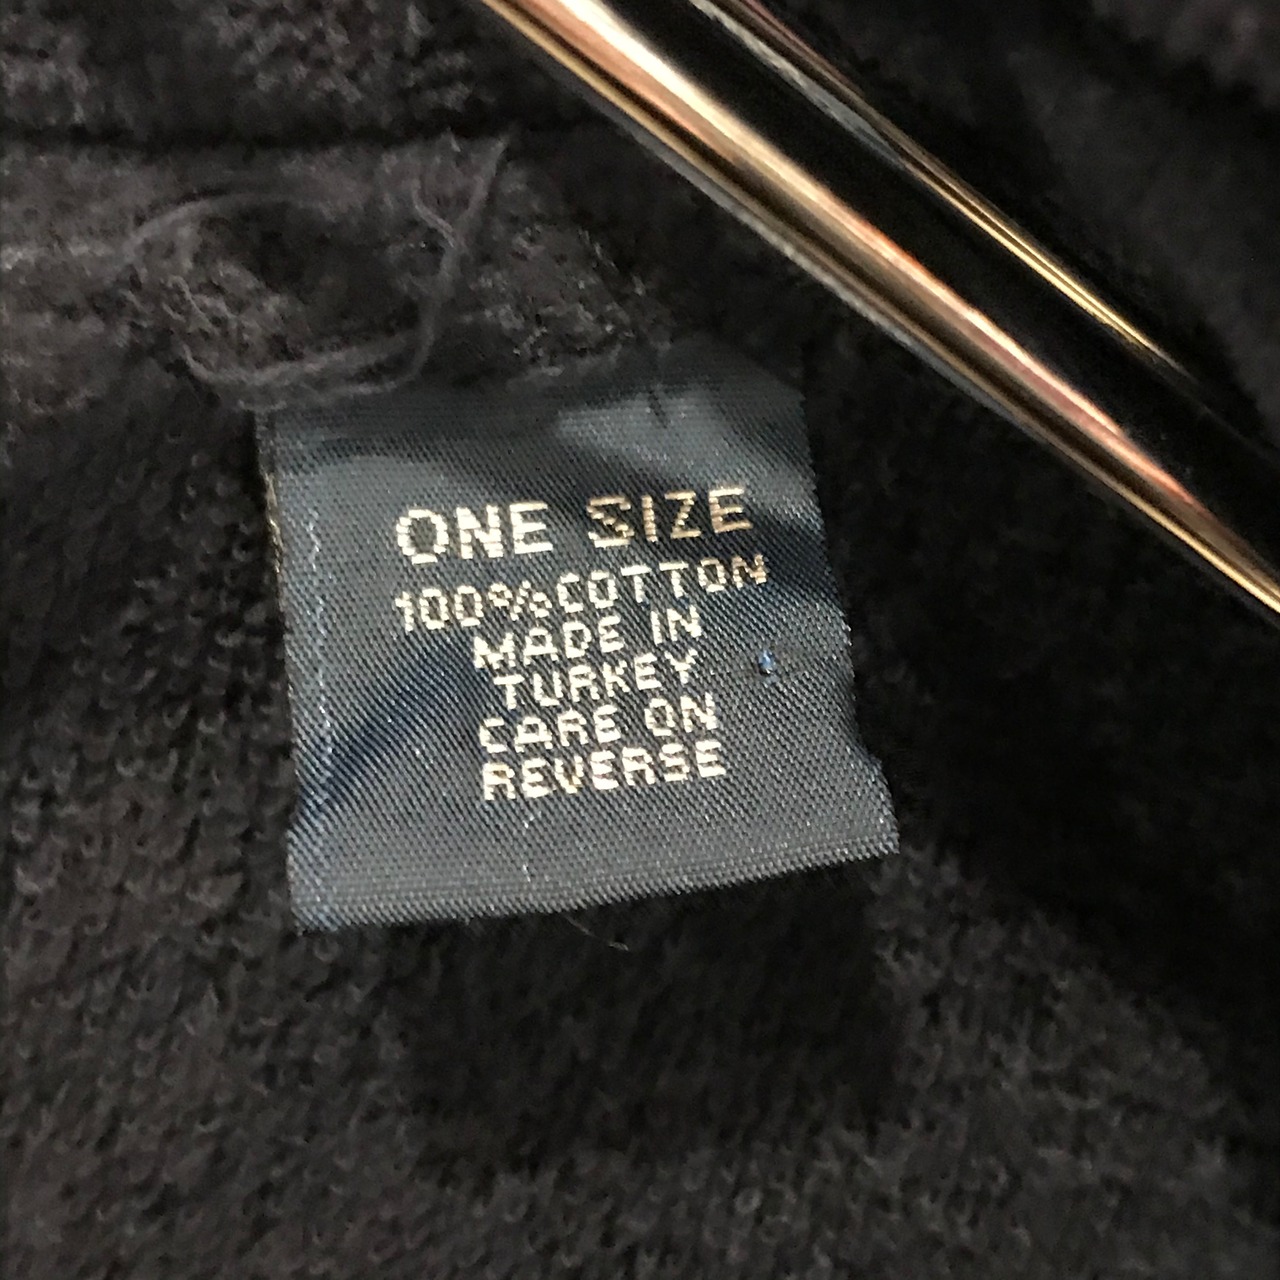 ONE SIZE
100% COTTON
MADE IN
TURKEY
CARE ON
REVERSE